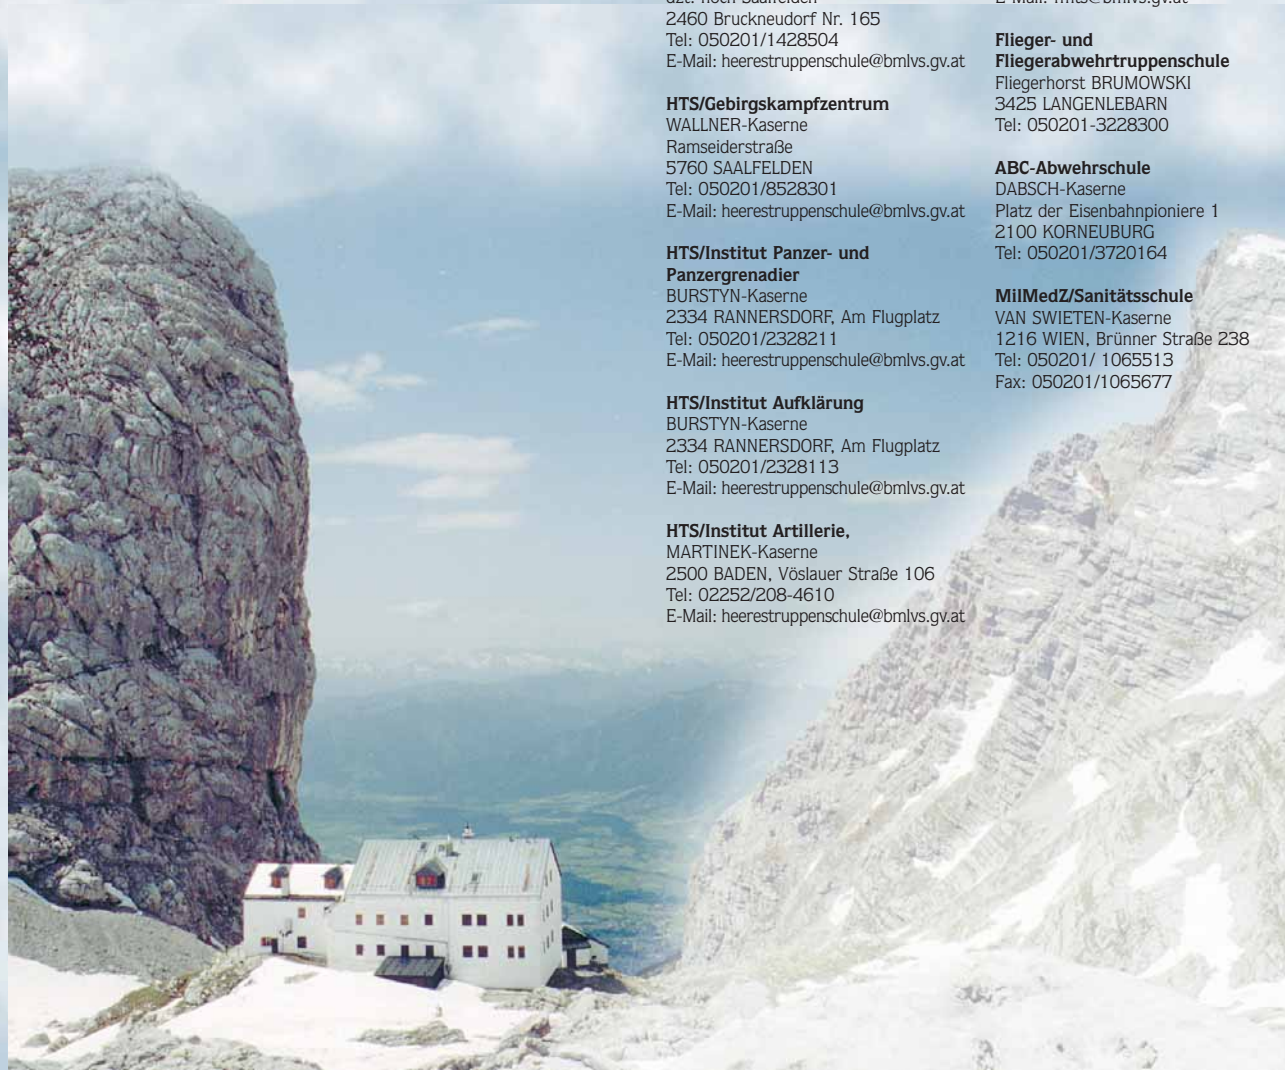 2460 Bruckneudorf Nr. 165
Tel: 050201/1428504
E-Mail: heerestruppenschule@bmlvs.gv.at
HTS/Gebirgskampfzentrum
WALLNER-Kaserne
Ramseiderstraße
5760 SAALFELDEN
Tel: 050201/8528301
E-Mail: heerestruppenschule@bmlvs.gv.at
HTS/Institut Panzer- und
Panzergrenadier
BURSTYN-Kaserne
2334 RANNERSDORF, Am Flugplatz
Tel: 050201/2328211
E-Mail: heerestruppenschule@bmlvs.gv.at
HTS/Institut Aufklärung
BURSTYN-Kaserne
2334 RANNERSDORF, Am Flugplatz
Tel: 050201/2328113
E-Mail: heerestruppenschule@bmlvs.gv.at
HTS/Institut Artillerie,
MARTINEK-Kaserne
2500 BADEN, Vöslauer Straße 106
Tel: 02252/208-4610
E-Mail: heerestruppenschule@bmlvs.gv.at
Flieger- und
Fliegerabwehrtruppenschule
Fliegerhorst BRUMOWSKI
3425 LANGENLEBARN
Tel: 050201-3228300
ABC-Abwehrschule
DABSCH-Kaserne
Platz der Eisenbahnpioniere 1
2100 KORNEUBURG
Tel: 050201/3720164
MilMedZ/Sanitätsschule
VAN SWIETEN-Kaserne
1216 WIEN, Brünner Straße 238
Tel: 050201/ 1065513
Fax: 050201/1065677